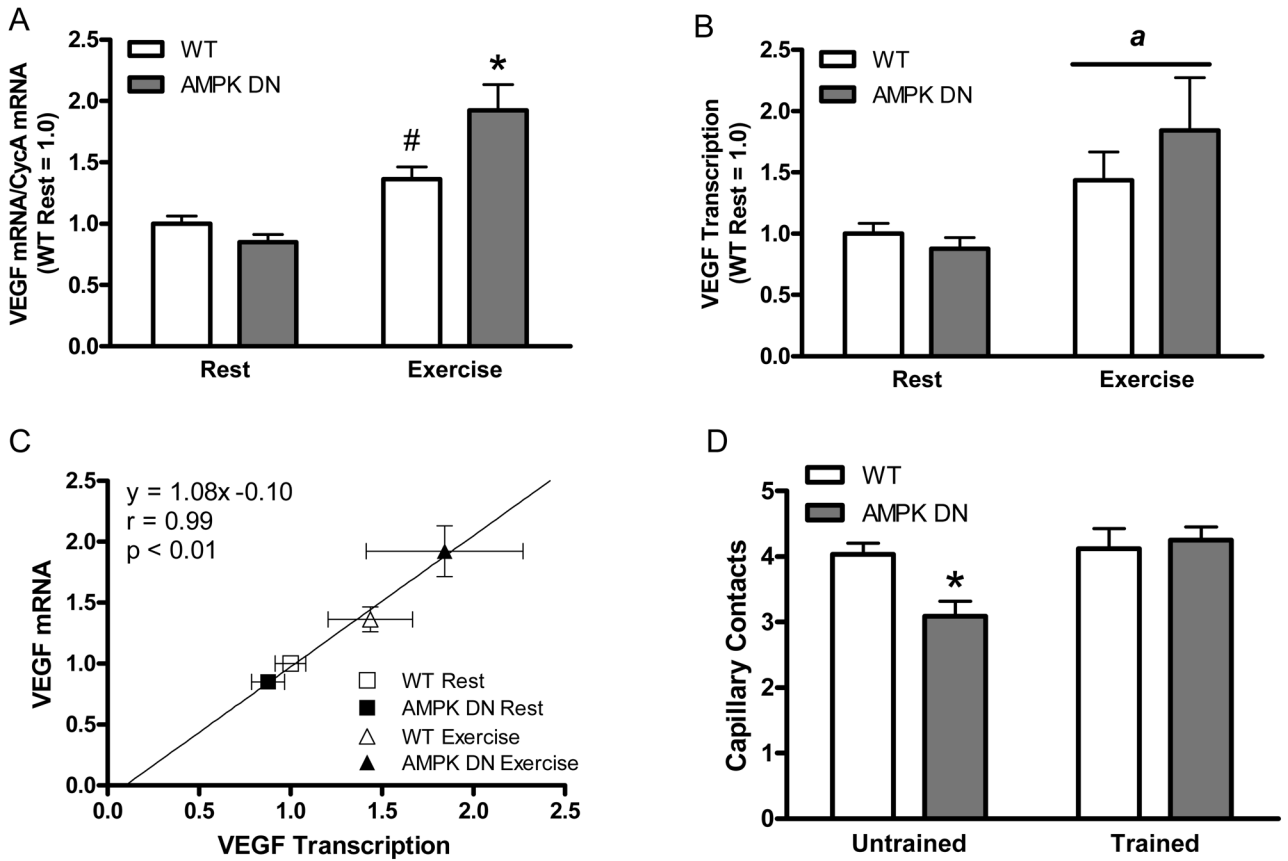 A
WT
AMPK DN
VEGF mRNA/CycA mRNA
(WT Rest = 1.0)
2.5
2.0
1.5
1.0
0.5
0.0
#
*
Rest
Exercise
B
WT
AMPK DN
VEGF Transcription
(WT Rest = 1.0)
2.5
2.0
1.5
1.0
0.5
0.0
a
Rest
Exercise
C
y = 1.08x -0.10
r = 0.99
p < 0.01
VEGF mRNA
2.5
2.0
1.5
1.0
0.5
0.0
WT Rest
AMPK DN Rest
WT Exercise
AMPK DN Exercise
0.0 0.5 1.0 1.5 2.0 2.5
VEGF Transcription
D
WT
AMPK DN
Capillary Contacts
5
4
3
2
1
0
*
Untrained
Trained